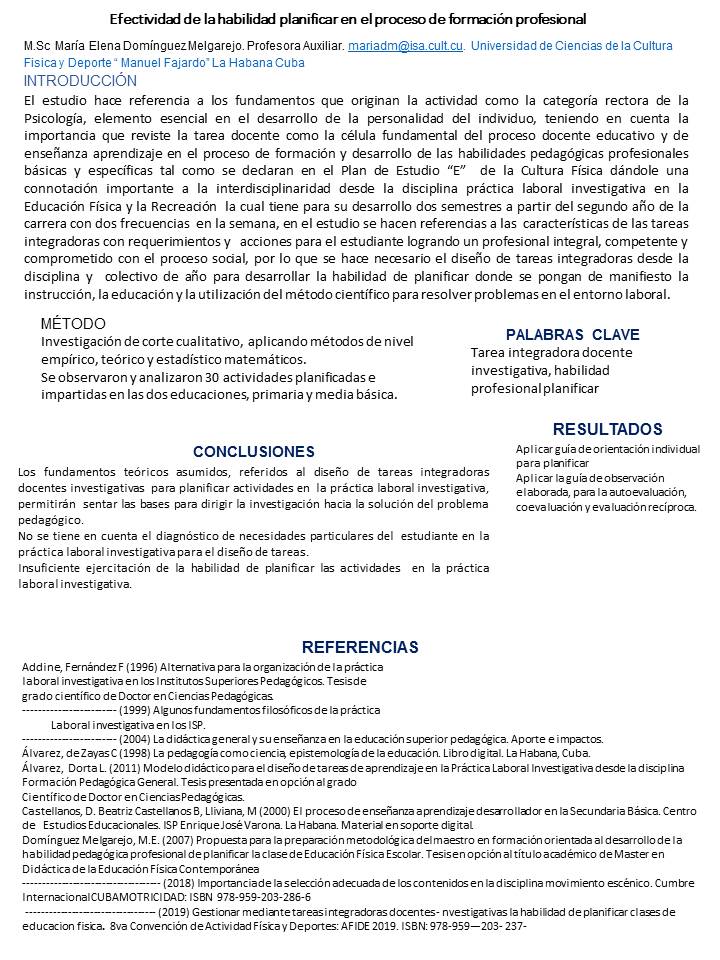 Efectividad de la habilidad planificar en el proceso de formación profesional
M.Sc María Elena Domínguez Melgarejo. Profesora Auxiliar. mariadm@isa.cult.cu. Universidad de Ciencias de la Cultura
Fisica y Deporte “ Manuel Fajardo” La Habana Cuba
INTRODUCCIÓN
El estudio hace referencia a los fundamentos que originan la actividad como la categoría rectora de la
Psicología, elemento esencial en el desarrollo de la personalidad del individuo, teniendo en cuenta la
importancia que reviste la tarea docente como la célula fundamental del proceso docente educativo y de
enseñanza aprendizaje en el proceso de formación y desarrollo de las habilidades pedagógicas profesionales
básicas y específicas tal como se declaran en el Plan de Estudio “E” de la Cultura Física dándole una
connotación importante a la interdisciplinaridad desde la disciplina práctica laboral investigativa en la
Educación Física y la Recreación la cual tiene para su desarrollo dos semestres a partir del segundo año de la
carrera con dos frecuencias en la semana, en el estudio se hacen referencias a las características de las tareas
integradoras con requerimientos y acciones para el estudiante logrando un profesional integral, competente y
comprometido con el proceso social, por lo que se hace necesario el diseño de tareas integradoras desde la
disciplina y colectivo de año para desarrollar la habilidad de planificar donde se pongan de manifiesto la
instrucción, la educación y la utilización del método científico para resolver problemas en el entorno laboral.
MÉTODO
Investigación de corte cualitativo, aplicando métodos de nivel
empírico, teórico y estadístico matemáticos.
Se observaron y analizaron 30 actividades planificadas e
impartidas en las dos educaciones, primaria y media básica.
PALABRAS CLAVE
Tarea integradora docente
investigativa, habilidad
profesional planificar
RESULTADOS
Aplicar guía de orientación individual
para planificar
Aplicar la guía de observación
elaborada, para la autoevaluación,
coevaluación y evaluación recíproca.
CONCLUSIONES
Los fundamentos teóricos asumidos, referidos al diseño de tareas integradoras
docentes investigativas para planificar actividades en la práctica laboral investigativa,
permitirán sentar las bases para dirigir la investigación hacia la solución del problema
pedagógico.
No se tiene en cuenta el diagnóstico de necesidades particulares del estudiante en la
práctica laboral investigativa para el diseño de tareas.
Insuficiente ejercitación de la habilidad de planificar las actividades en la práctica
laboral investigativa.
REFERENCIAS
Addine, Fernández F (1996) Alternativa para la organización de la práctica
laboral investigativa en los Institutos Superiores Pedagógicos. Tesis de
grado científico de Doctor en Ciencias Pedagógicas.
------------------------ (1999) Algunos fundamentos filosóficos de la práctica
Laboral investigativa en los ISP.
------------------------ (2004) La didáctica general y su enseñanza en la educación superior pedagógica. Aporte e impactos.
Álvarez, de Zayas C (1998) La pedagogía como ciencia, epistemología de la educación. Libro digital. La Habana, Cuba.
Álvarez, Dorta L. (2011) Modelo didáctico para el diseño de tareas de aprendizaje en la Práctica Laboral Investigativa desde la disciplina
Formación Pedagógica General. Tesis presentada en opción al grado
Científico de Doctor en Ciencias Pedagógicas.
Castellanos, D. Beatriz Castellanos B, Lliviana, M (2000) El proceso de enseñanza aprendizaje desarrollador en la Secundaria Básica. Centro
de Estudios Educacionales. ISP Enrique José Varona. La Habana. Material en soporte digital.
Domínguez Melgarejo, M.E. (2007) Propuesta para la preparación metodológica del maestro en formación orientada al desarrollo de la
habilidad pedagógica profesional de planificar la clase de Educación Física Escolar. Tesis en opción al título académico de Master en
Didáctica de la Educación Física Contemporánea
----------------------------------- (2018) Importancia de la selección adecuada de los contenidos en la disciplina movimiento escénico. Cumbre
Internacional CUBAMOTRICIDAD: ISBN 978-959-203-286-6
--------------------------------- (2019) Gestionar mediante tareas integradoras docentes- nvestigativas la habilidad de planificar clases de
educacion fisica. 8va Convención de Actividad Física y Deportes: AFIDE 2019. ISBN: 978-959—203- 237-